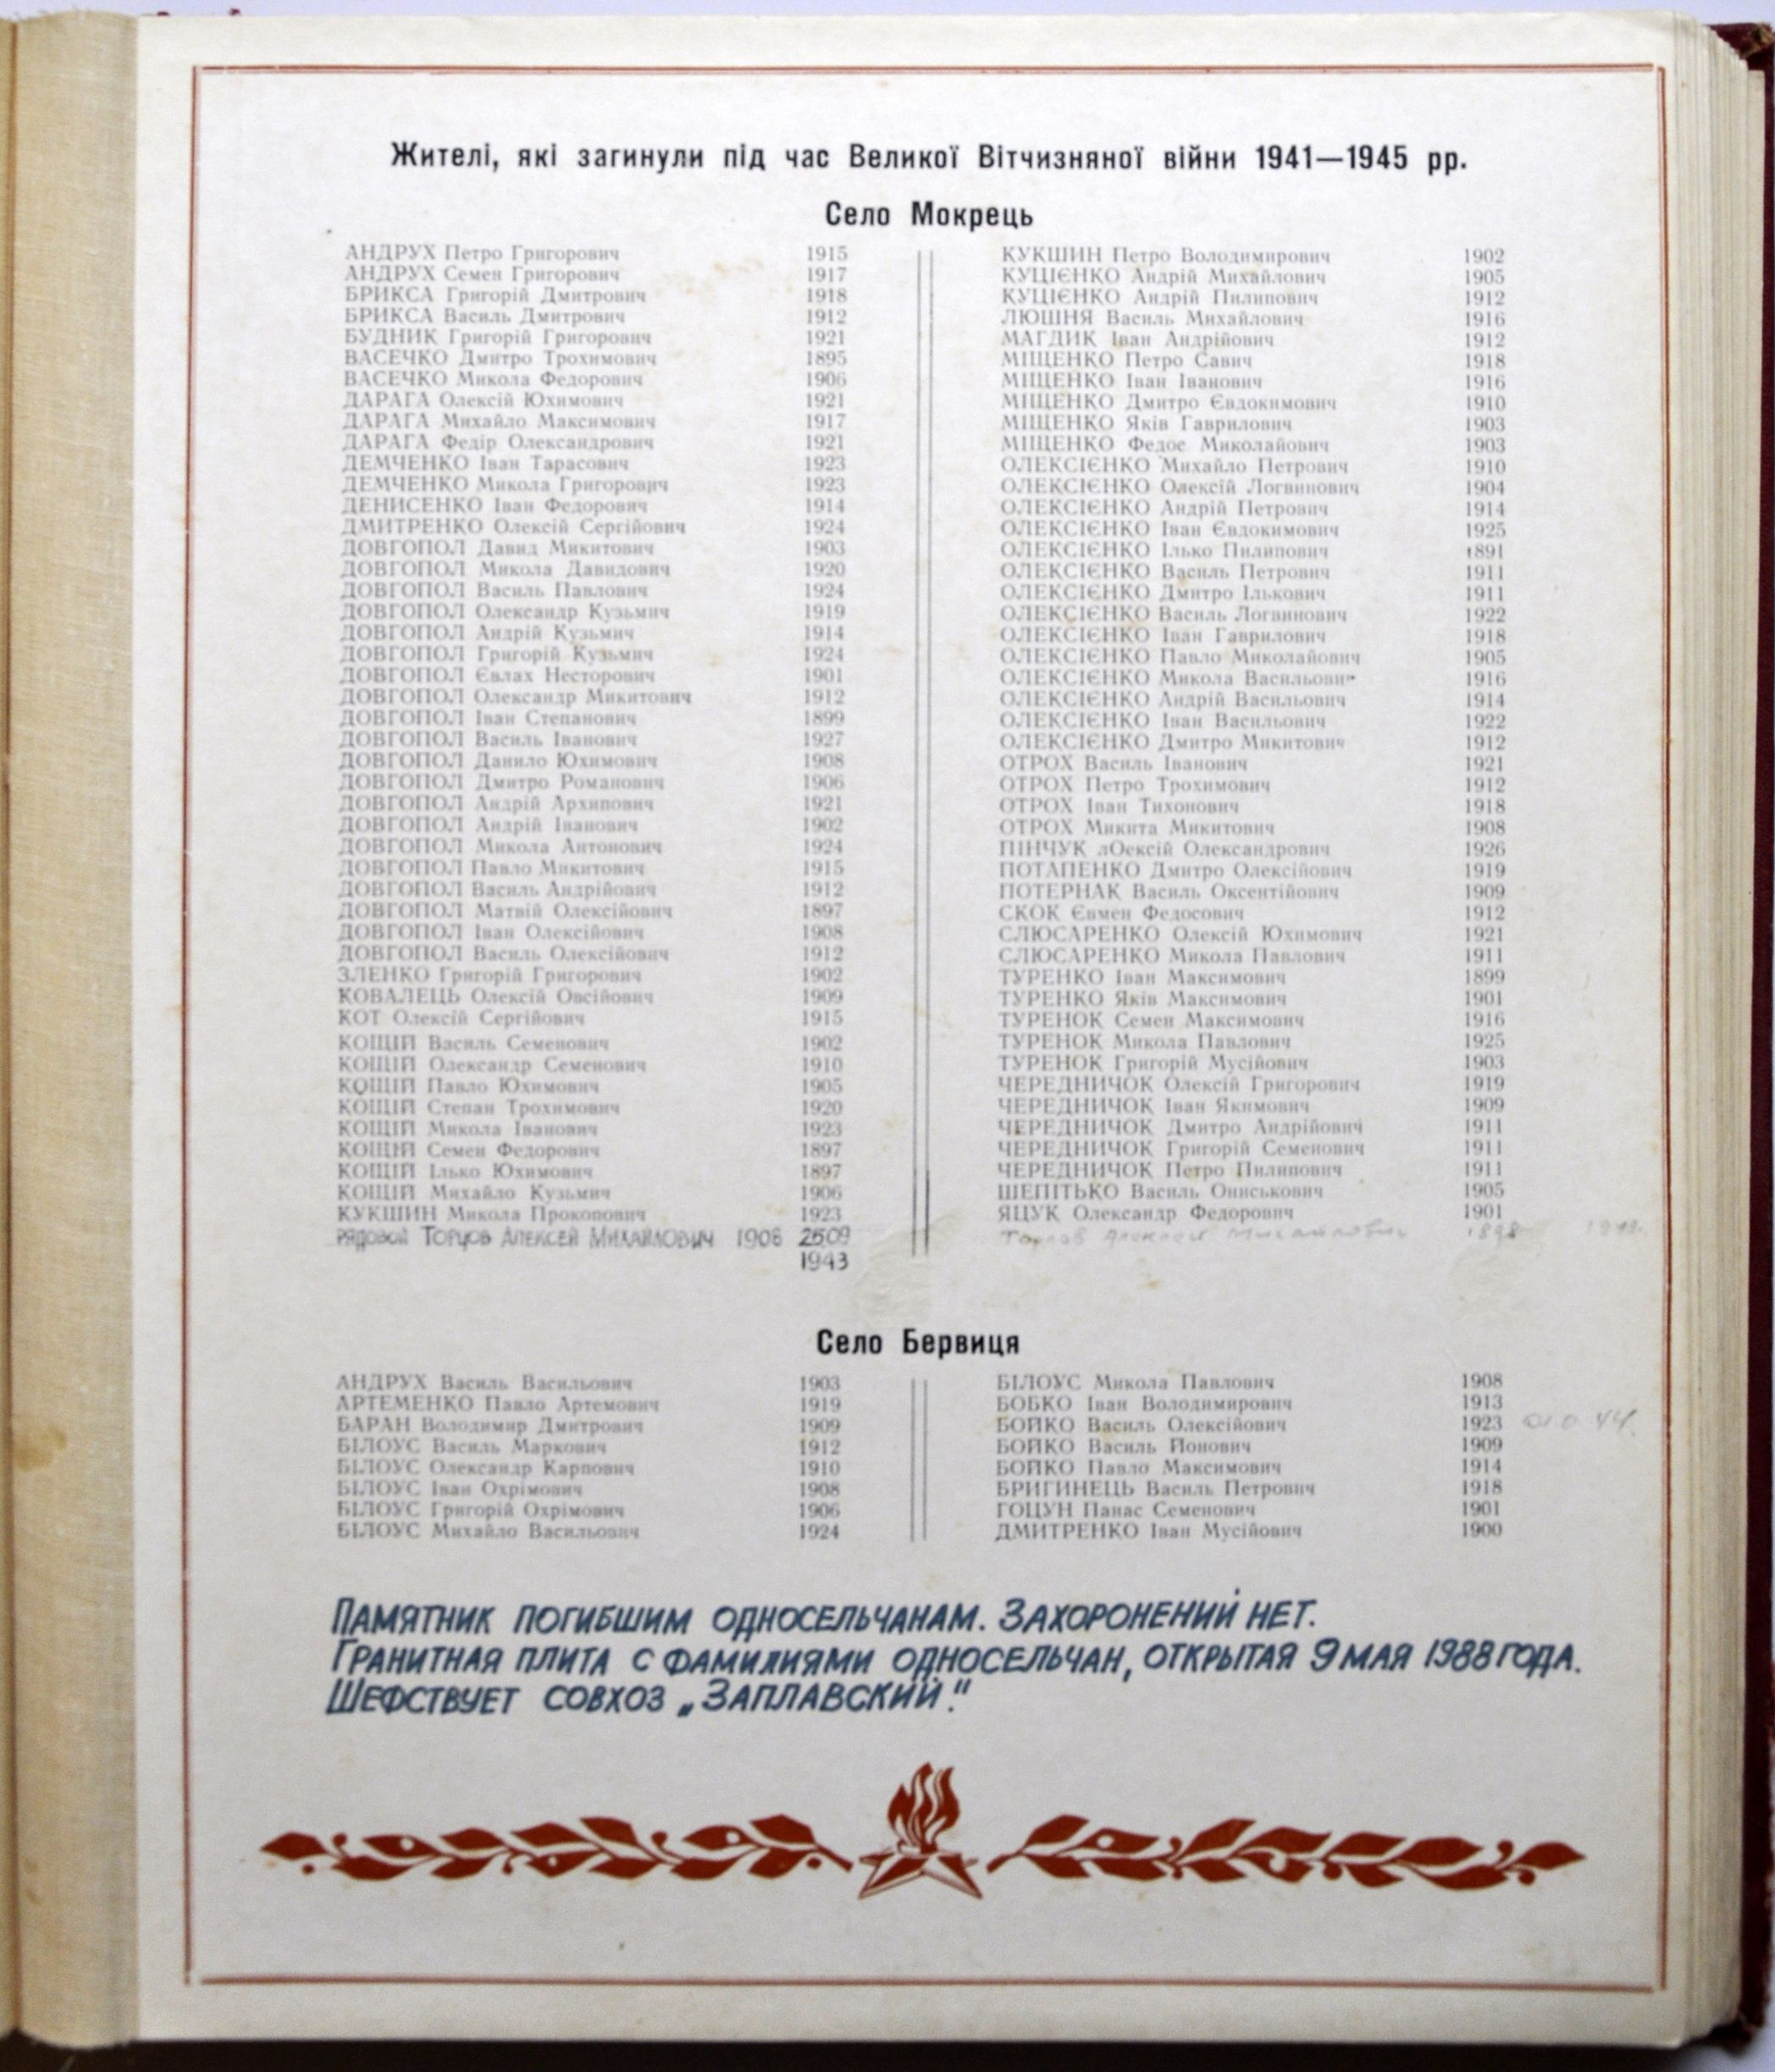 Жителі, які загинули під час Великої Вітчизняної війни 1941—1945 рр.
Село Мокрець
АНДРУХ Петро Григорович 1915
АНДРУХ Семен Григорович 1917
БРИКСА Григорій Дмитрович 1918
БРИКСА Василь Дмитрович 1912
БУДНИК Григорій Григорович 1921
ВАСЕЧКО Дмитро Трохимович 1895
ВАСЕЧКО Микола Федорович 1906
ДАРАГА Олексій Юхимович 1921
ДАРАГА Михайло Максимович 1917
ДАРАГА Федір Олександрович 1921
ДЕМЧЕНКО Іван Тарасович 1923
ДЕМЧЕНКО Микола Григорович 1923
ДЕНИСЕНКО Іван Федорович 1914
ДМИТРЕНКО Олексій Сергійович 1924
ДОВГОПОЛ Давид Микитович 1903
ДОВГОПОЛ Микола Давидович 1920
ДОВГОПОЛ Василь Павлович 1924
ДОВГОПОЛ Олександр Кузьмич 1919
ДОВГОПОЛ Андрій Кузьмич 1914
ДОВГОПОЛ Григорій Кузьмич 1924
ДОВГОПОЛ Євлах Несторович 1901
ДОВГОПОЛ Олександр Микитович 1912
ДОВГОПОЛ Іван Степанович 1899
ДОВГОПОЛ Василь Іванович 1927
ДОВГОПОЛ Данило Юхимович 1908
ДОВГОПОЛ Дмитро Романович 1906
ДОВГОПОЛ Андрій Архипович 1921
ДОВГОПОЛ Андрій Іванович 1902
ДОВГОПОЛ Микола Антонович 1924
ДОВГОПОЛ Павло Микитович 1915
ДОВГОПОЛ Василь Андрійович 1912
ДОВГОПОЛ Матвій Олексійович 1897
ДОВГОПОЛ Іван Олексійович 1908
ДОВГОПОЛ Василь Олексійович 1912
ЗЛЕНКО Григорій Григорович 1902
КОВАЛЕЦЬ Олексій Овсійович 1909
КОТ Олексій Сергійович 1915
КОЩІЙ Василь Семенович 1902
КОЩІЙ Олександр Семенович 1910
КОЩІЙ Павло Юхимович 1905
КОЩІЙ Степан Трохимович 1920
КОЩІЙ Микола Іванович 1923
КОЩІЙ Семен Федорович 1897
КОЩІЙ Ілько Юхимович 1897
КОЩІЙ Михайло Кузьмич 1906
КУКШИН Микола Прокопович 1923
рядовой Торцов Алексей Михайлович 1908 2509
1943
КУКШИН Петро Володимирович 1902
КУЦІЄНКО Андрій Михайлович 1905
КУЦІЄНКО Андрій Пилипович 1912
ЛЮШНЯ Василь Михайлович 1916
МАГДИК Іван Андрійович 1912
МІЩЕНКО Петро Савич 1918
МІЩЕНКО Іван Іванович 1916
МІЩЕНКО Дмитро Євдокимович 1910
МІЩЕНКО Яків Гаврилович 1903
МІЩЕНКО Федос Миколайович 1903
ОЛЕКСІЄНКО Михайло Петрович 1910
ОЛЕКСІЄНКО Олексій Логвинович 1904
ОЛЕКСІЄНКО Андрій Петрович 1914
ОЛЕКСІЄНКО Іван Євдокимович 1925
ОЛЕКСІЄНКО Ілько Пилипович 1891
ОЛЕКСІЄНКО Василь Петрович 1911
ОЛЕКСІЄНКО Дмитро Ількович 1911
ОЛЕКСІЄНКО Василь Логвинович 1922
ОЛЕКСІЄНКО Іван Гаврилович 1918
ОЛЕКСІЄНКО Павло Миколайович 1905
ОЛЕКСІЄНКО Микола Васильович 1916
ОЛЕКСІЄНКО Андрій Васильович 1914
ОЛЕКСІЄНКО Іван Васильович 1922
ОЛЕКСІЄНКО Дмитро Микитович 1912
ОТРОХ Василь Іванович 1921
ОТРОХ Петро Трохимович 1912
ОТРОХ Іван Тихонович 1918
ОТРОХ Микита Микитович 1908
ПІНЧУК лОексій Олександрович 1926
ПОТАПЕНКО Дмитро Олексійович 1919
ПОТЕРНАК Василь Оксентійович 1909
СКОК Євмен Федосович 1912
СЛЮСАРЕНКО Олексій Юхимович 1921
СЛЮСАРЕНКО Микола Павлович 1911
ТУРЕНКО Іван Максимович 1899
ТУРЕНКО Яків Максимович 1901
ТУРЕНОК Семен Максимович 1916
ТУРЕНОК Микола Павлович 1925
ТУРЕНОК Григорій Мусійович 1903
ЧЕРЕДНИЧОК Олексій Григорович 1919
ЧЕРЕДНИЧОК Іван Якимович 1909
ЧЕРЕДНИЧОК Дмитро Андрійович 1911
ЧЕРЕДНИЧОК Григорій Семенович 1911
ЧЕРЕДНИЧОК Петро Пилипович 1911
ШЕПІТЬКО Василь Ониськович 1905
ЯЦУК Олександр Федорович 1901
Алексей Михайлович 1898
Село Бервиця
АНДРУХ Василь Васильович 1903
АРТЕМЕНКО Павло Артемович 1919
БАРАН Володимир Дмитрович 1909
БІЛОУС Василь Маркович 1912
БІЛОУС Олександр Карпович 1910
БІЛОУС Іван Охрімович 1908
БІЛОУС Григорій Охрімович 1906
БІЛОУС Михайло Васильович 1924
БІЛОУС Микола Павлович 1908
БОБКО Іван Володимирович 1913
БОЙКО Василь Олексійович 1923
БОЙКО Василь Йонович 1909
БОЙКО Павло Максимович 1914
БРИГИНЕЦЬ Василь Петрович 1918
ГОЦУН Панас Семенович 1901
ДМИТРЕНКО Іван Мусійович 1900
Памятник погибшим односельчанам. Захоронений нет.
Гранитная плита с фамилиями односельчан, открытая 9 мая 1988 года.
Шефствует совхоз „Заплавский".